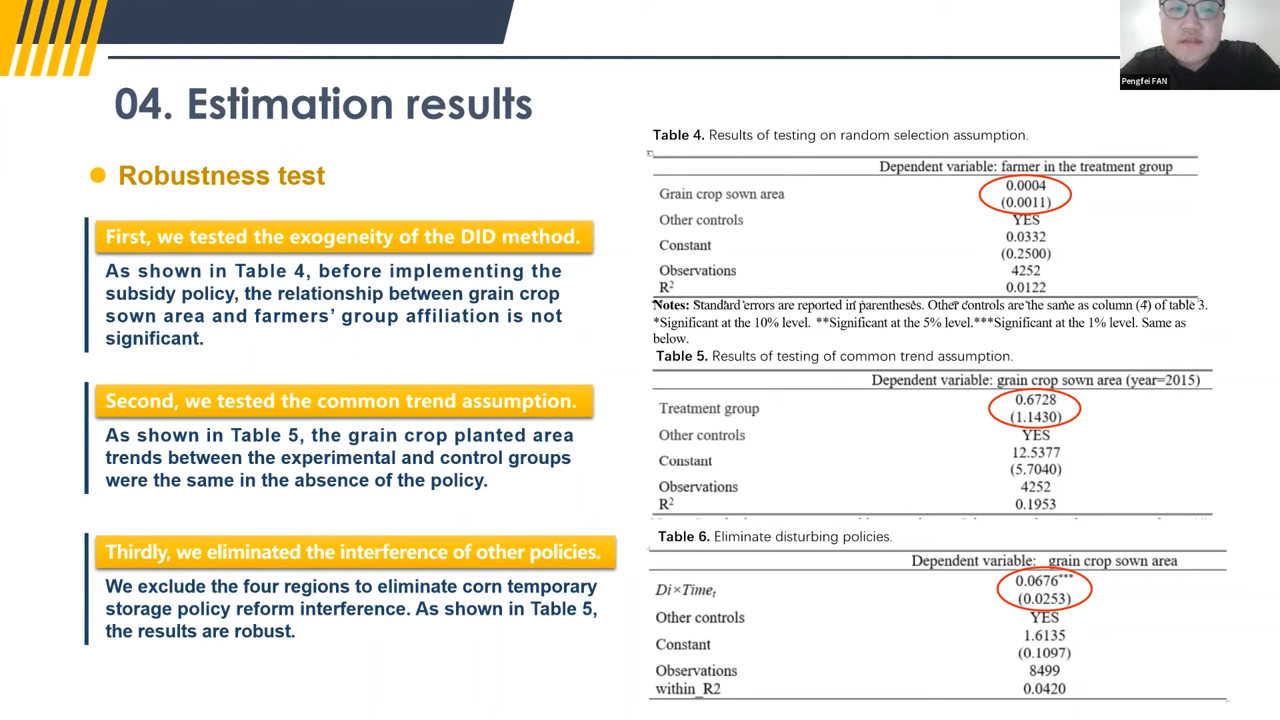 Pengfei FAN
04. Estimation results
Robustness test
First, we tested the exogeneity of the DID method.
As shown in Table 4, before implementing the
subsidy policy, the relationship between grain crop
sown area and farmers' group affiliation is not
significant.
Second, we tested the common trend assumption.
As shown in Table 5, the grain crop planted area
trends between the experimental and control groups
were the same in the absence of the policy.
Thirdly, we eliminated the interference of other policies.
We exclude the four regions to eliminate corn temporary
storage policy reform interference. As shown in Table 5,
the results are robust.
Table 4. Results of testing on random selection assumption.
Dependent variable: farmer in the treatment group
Grain crop sown area 0.0004
(0.0011)
Other controls YES
Constant 0.0332
(0.2500)
Observations 4252
R² 0.0122
Notes: Standard errors are reported in parentheses. Other controls are the same as column (4) of table 3.
*Significant at the 10% level. **Significant at the 5% level.***Significant at the 1% level. Same as
below.
Table 5. Results of testing of common trend assumption.
Dependent variable: grain crop sown area (year=2015)
Treatment group 0.6728
(1.1430)
Other controls YES
Constant 12.5377
(5.7040)
Observations 4252
R² 0.1953
Table 6. Eliminate disturbing policies.
Dependent variable: grain crop sown area
Di×Timeₜ 0.0676***
(0.0253)
Other controls YES
Constant 1.6135
(0.1097)
Observations 8499
within_R2 0.0420